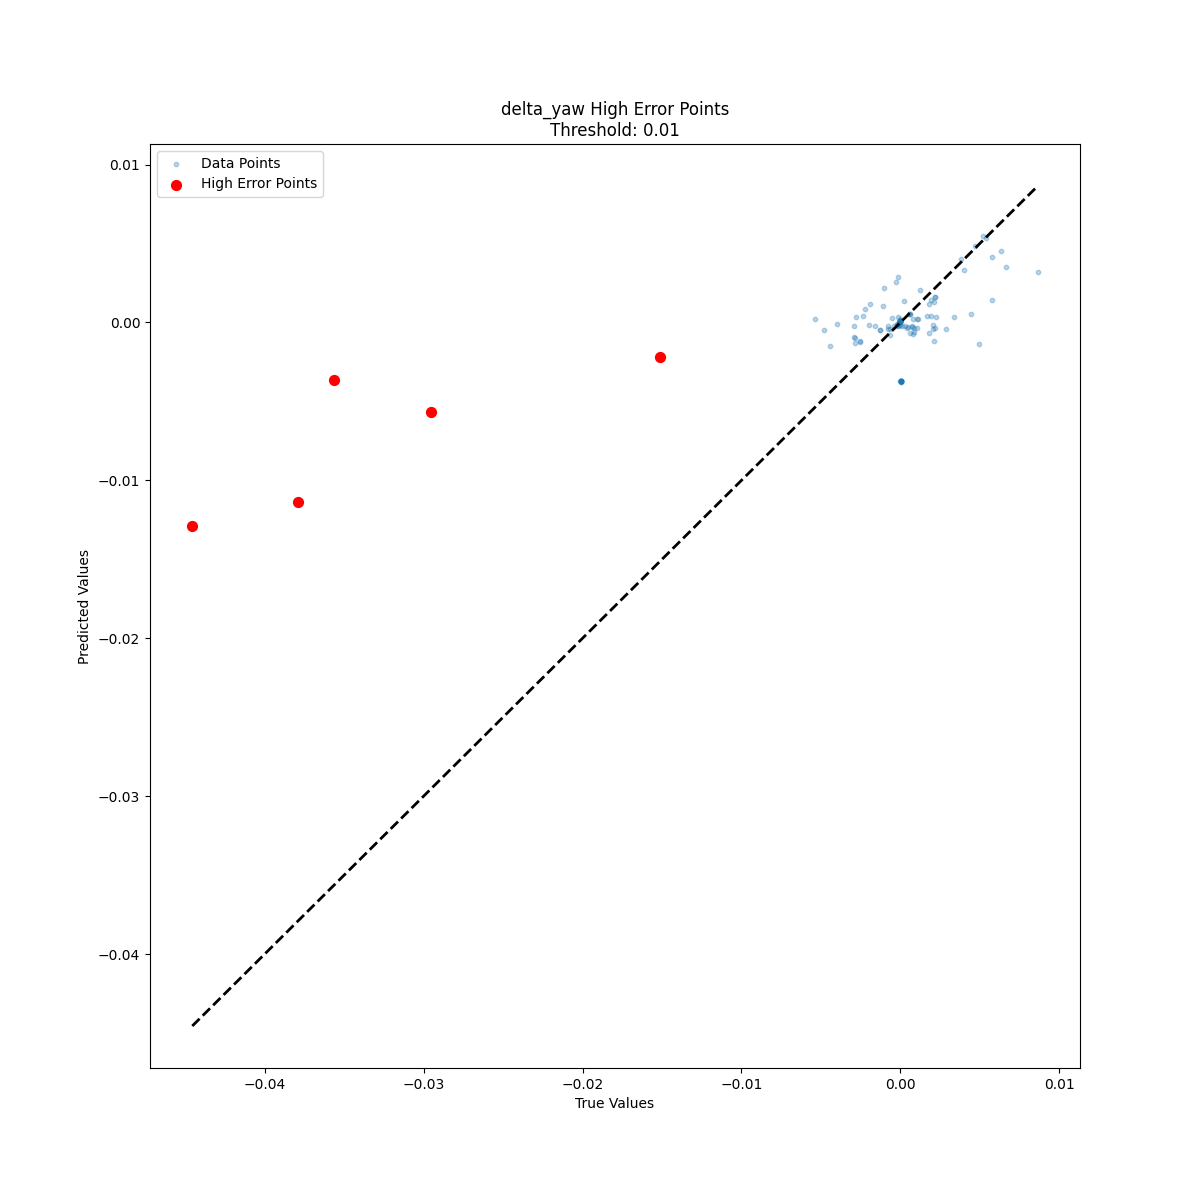 delta_yaw High Error Points
Threshold: 0.01
Data Points
High Error Points
0.01
0.00
−0.01
−0.02
−0.03
−0.04
Predicted Values
−0.04
−0.03
−0.02
−0.01
0.00
0.01
True Values